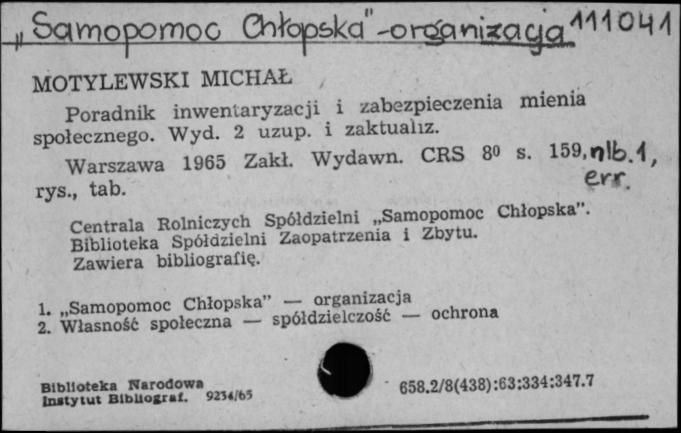 „Samopomoc Chłopska"-organizacja 111041
MOTYLEWSKI MICHAŁ
Poradnik inwentaryzacji i zabezpieczenia mienia
społecznego. Wyd. 2 uzup. i zaktualiz.
Warszawa 1965 Zakł. Wydawn. CRS 8⁰ s. 159, nlb. 1,
rys., tab. err.
Centrala Rolniczych Spółdzielni „Samopomoc Chłopska”.
Biblioteka Spółdzielni Zaopatrzenia i Zbytu.
Zawiera bibliografię.
1. „Samopomoc Chłopska” — organizacja
2. Własność społeczna — spółdzielczość — ochrona
Biblioteka Narodowa
Instytut Bibliograf. 9234/65
658.2/8(438):63:334:347.7